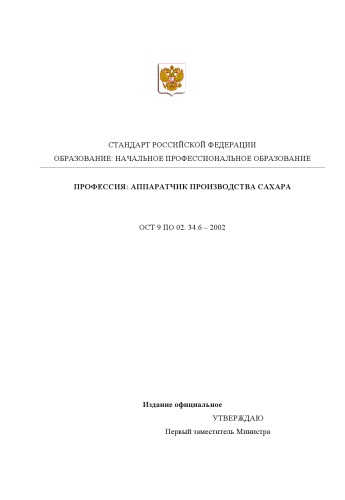 СТАНДАРТ РОССИЙСКОЙ ФЕДЕРАЦИИ
ОБРАЗОВАНИЕ: НАЧАЛЬНОЕ ПРОФЕССИОНАЛЬНОЕ ОБРАЗОВАНИЕ
ПРОФЕССИЯ: АППАРАТЧИК ПРОИЗВОДСТВА САХАРА
ОСТ 9 ПО 02. 34.6 – 2002
Издание официальное
УТВЕРЖДАЮ
Первый заместитель Министра